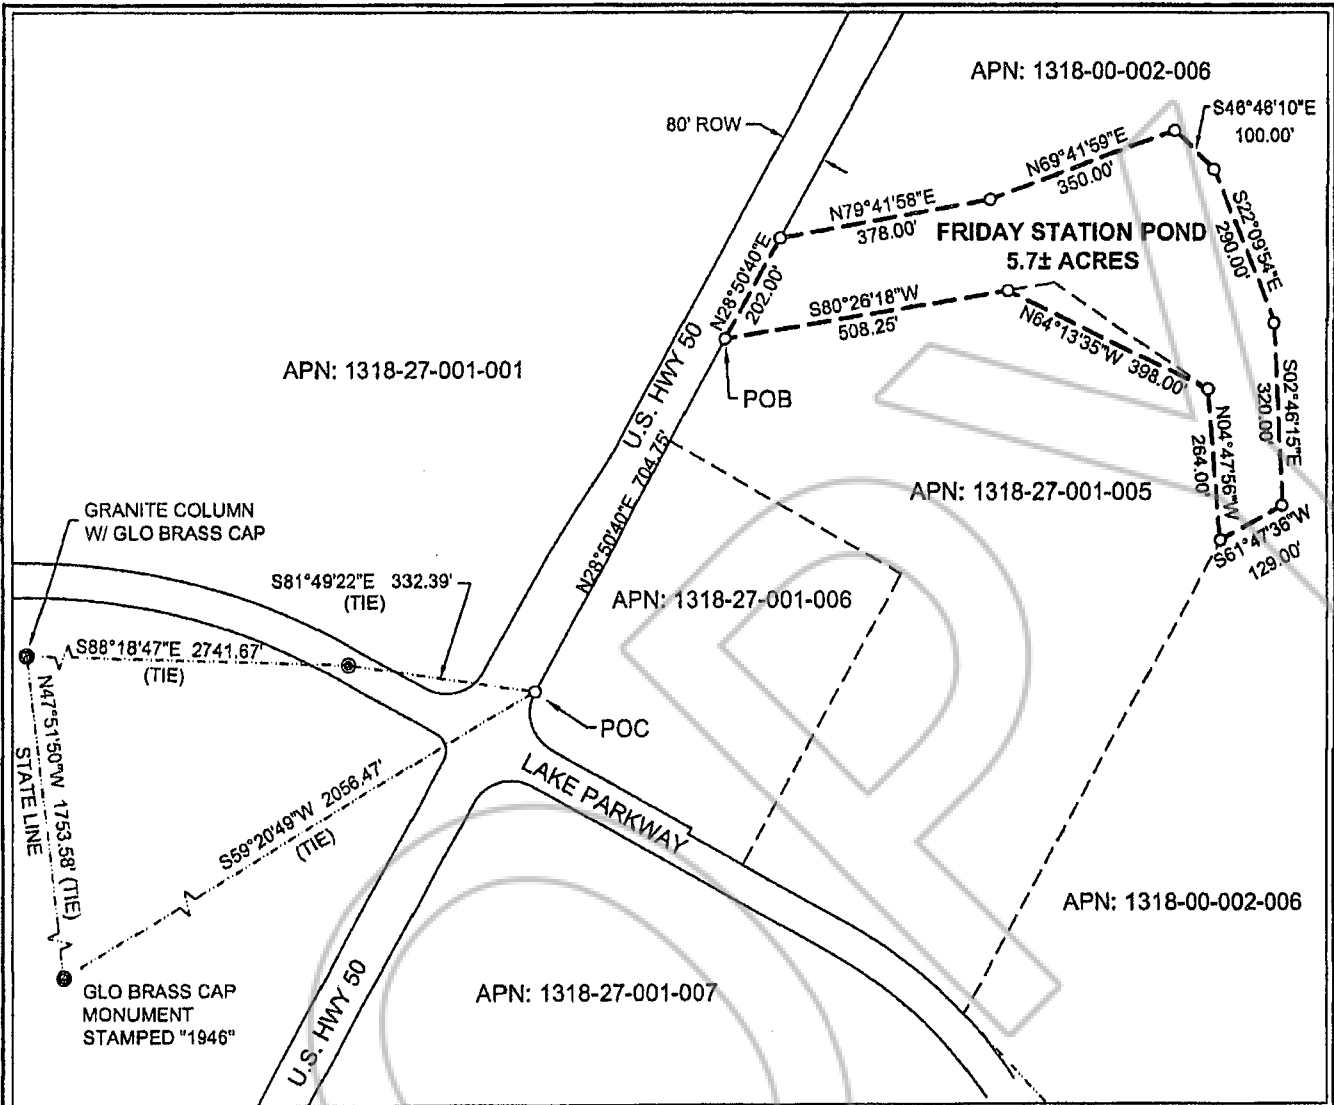 APN: 1318-00-002-006
S46°46'10"E
100.00'
80' ROW
N69°41'59"E
350.00'
N79°41'58"E
378.00'
S22°09'54"E
290.00'
FRIDAY STATION POND
5.7± ACRES
N28°50'40"E
202.00'
S80°26'18"W
508.25'
N64°13'35"W 398.00'
APN: 1318-27-001-001
U.S. HWY 50
POB
S02°46'15"E
320.00'
N04°47'56"W
264.00'
N28°50'40"E 704.75'
APN: 1318-27-001-005
GRANITE COLUMN
W/ GLO BRASS CAP
S61°47'36"W
129.00'
S81°49'22"E 332.39'
(TIE)
APN: 1318-27-001-006
S88°18'47"E 2741.67'
(TIE)
POC
N47°51'50"W 1753.58' (TIE)
STATE LINE
LAKE PARKWAY
S59°20'49"W 2056.47'
(TIE)
APN: 1318-00-002-006
GLO BRASS CAP
MONUMENT
STAMPED "1946"
U.S. HWY 50
APN: 1318-27-001-007